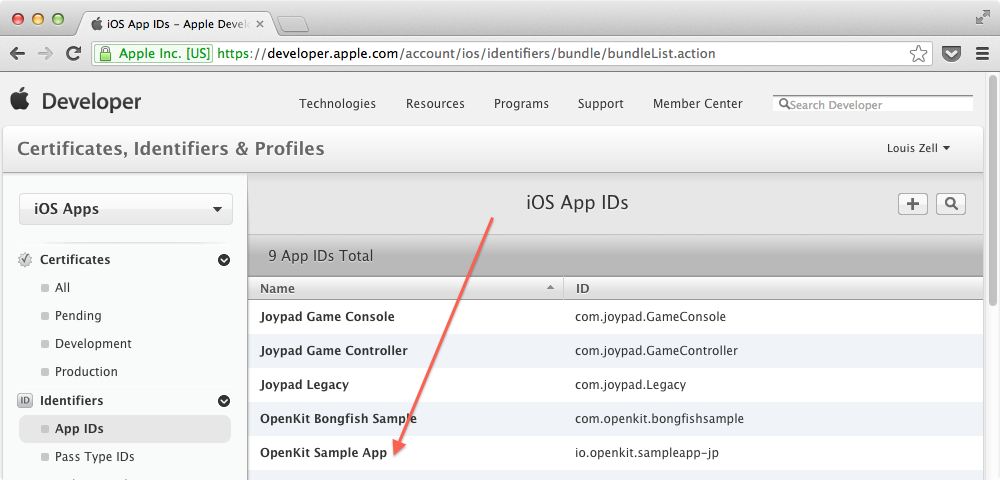 iOS App IDs – Apple Devel
Apple Inc. [US] https://developer.apple.com/account/ios/identifiers/bundle/bundleList.action
Developer
Technologies Resources Programs Support Member Center Search Developer
Certificates, Identifiers & Profiles
Louis Zell
iOS Apps
iOS App IDs
9 App IDs Total
Name ID
Certificates
All
Pending
Development
Production
ID Identifiers
App IDs
Pass Type IDs
Joypad Game Console com.joypad.GameConsole
Joypad Game Controller com.joypad.GameController
Joypad Legacy com.joypad.Legacy
OpenKit Bongfish Sample com.openkit.bongfishsample
OpenKit Sample App io.openkit.sampleapp-jp